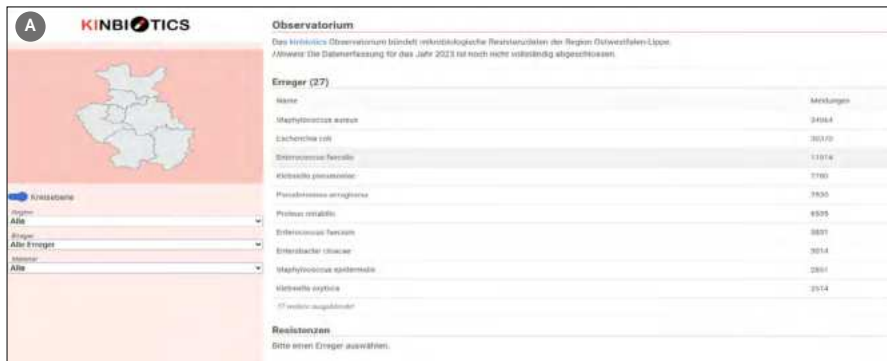 A
KINBIOTICS
Observatorium
Das kinbiotics Observatorium bündelt mikrobiologische Resistenzdaten der Region Ostwestfalen-Lippe.
Hinweis: Die Datenerfassung für das Jahr 2023 ist noch nicht vollständig abgeschlossen.
Erreger (27)
Name Meldungen
Staphylococcus aureus
Escherichia coli
Enterococcus faecalis
Klebsiella pneumoniae
Pseudomonas aeruginosa
Proteus mirabilis
Enterococcus faecium
Enterobacter cloacae
Staphylococcus epidermidis
Klebsiella oxytoca
17 weitere ausgeblendet
Resistenzen
Bitte einen Erreger auswählen.
Kreisebene
Region
Alle
Erreger
Alle Erreger
Material
Alle